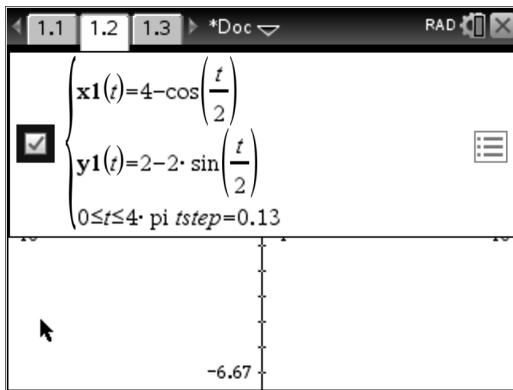 1.1 1.2 1.3 *Doc RAD
x1(t)=4-cos(t/2)
y1(t)=2-2· sin(t/2)
0≤t≤4· pi tstep=0.13
-6.67